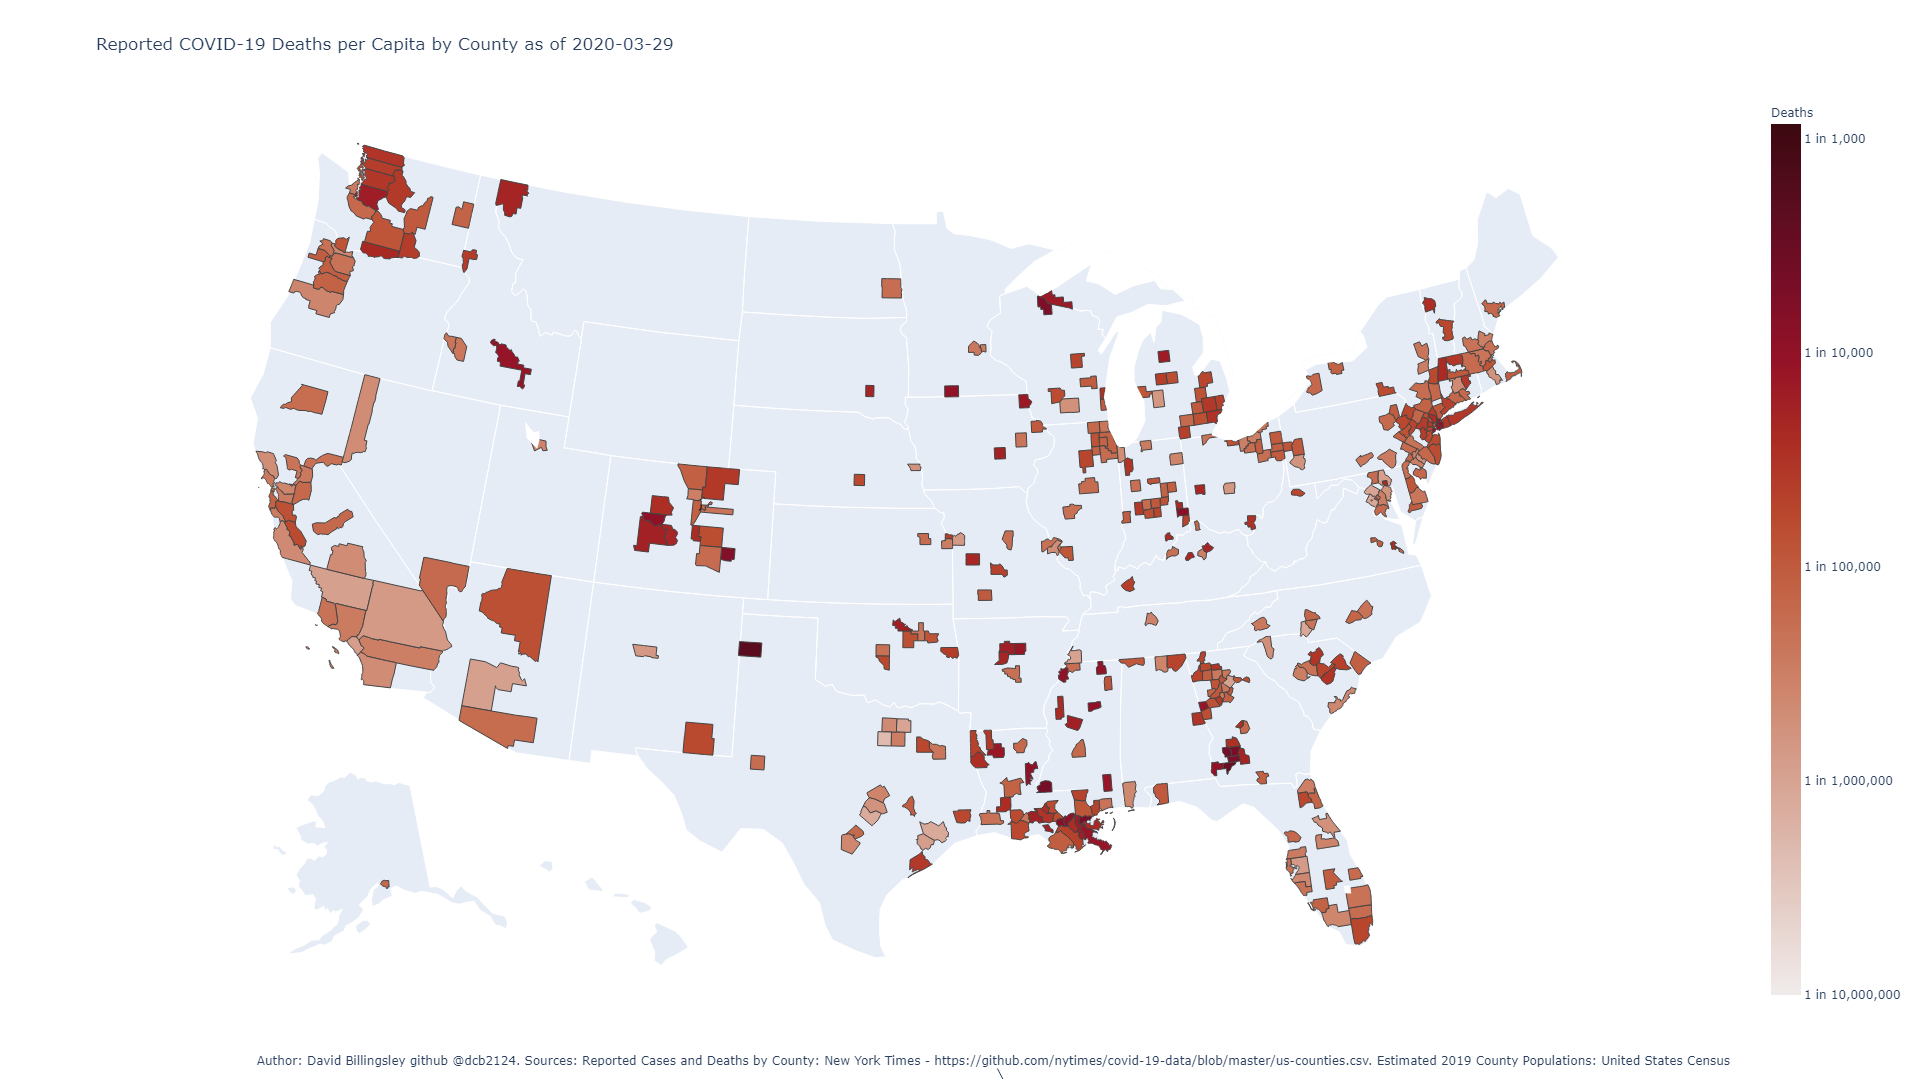 Reported COVID-19 Deaths per Capita by County as of 2020-03-29
Deaths
1 in 1,000
1 in 10,000
1 in 100,000
1 in 1,000,000
1 in 10,000,000
Author: David Billingsley github @dcb2124. Sources: Reported Cases and Deaths by County: New York Times - https://github.com/nytimes/covid-19-data/blob/master/us-counties.csv. Estimated 2019 County Populations: United States Census